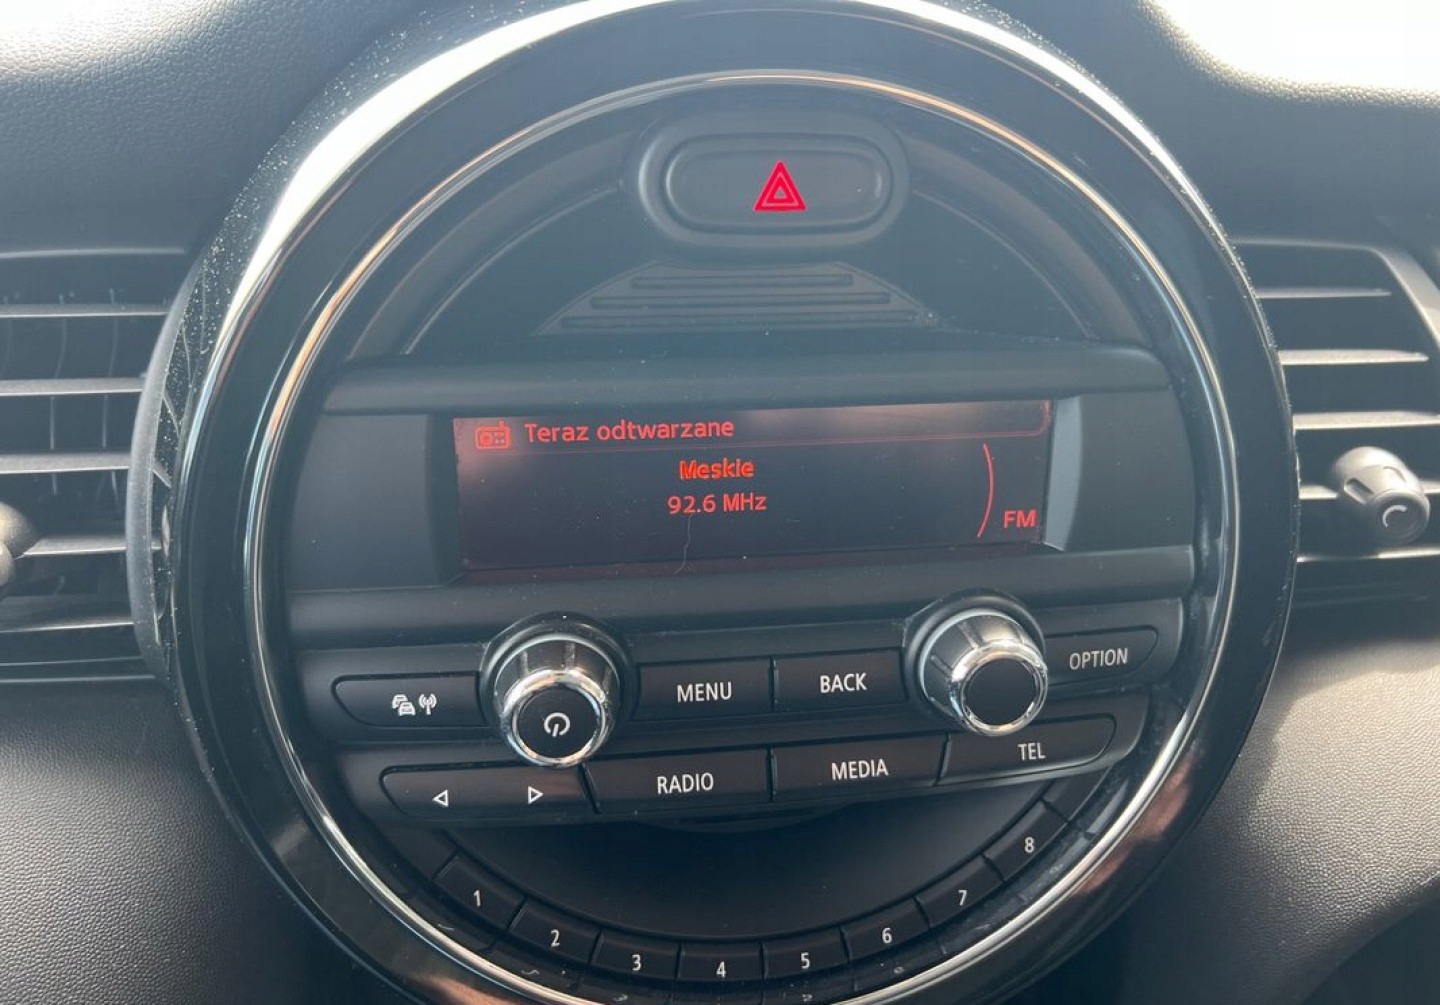 Teraz odtwarzane
Meskie
92.6 MHz
FM
MENU
BACK
OPTION
RADIO
MEDIA
TEL
1
2
3
4
5
6
7
8